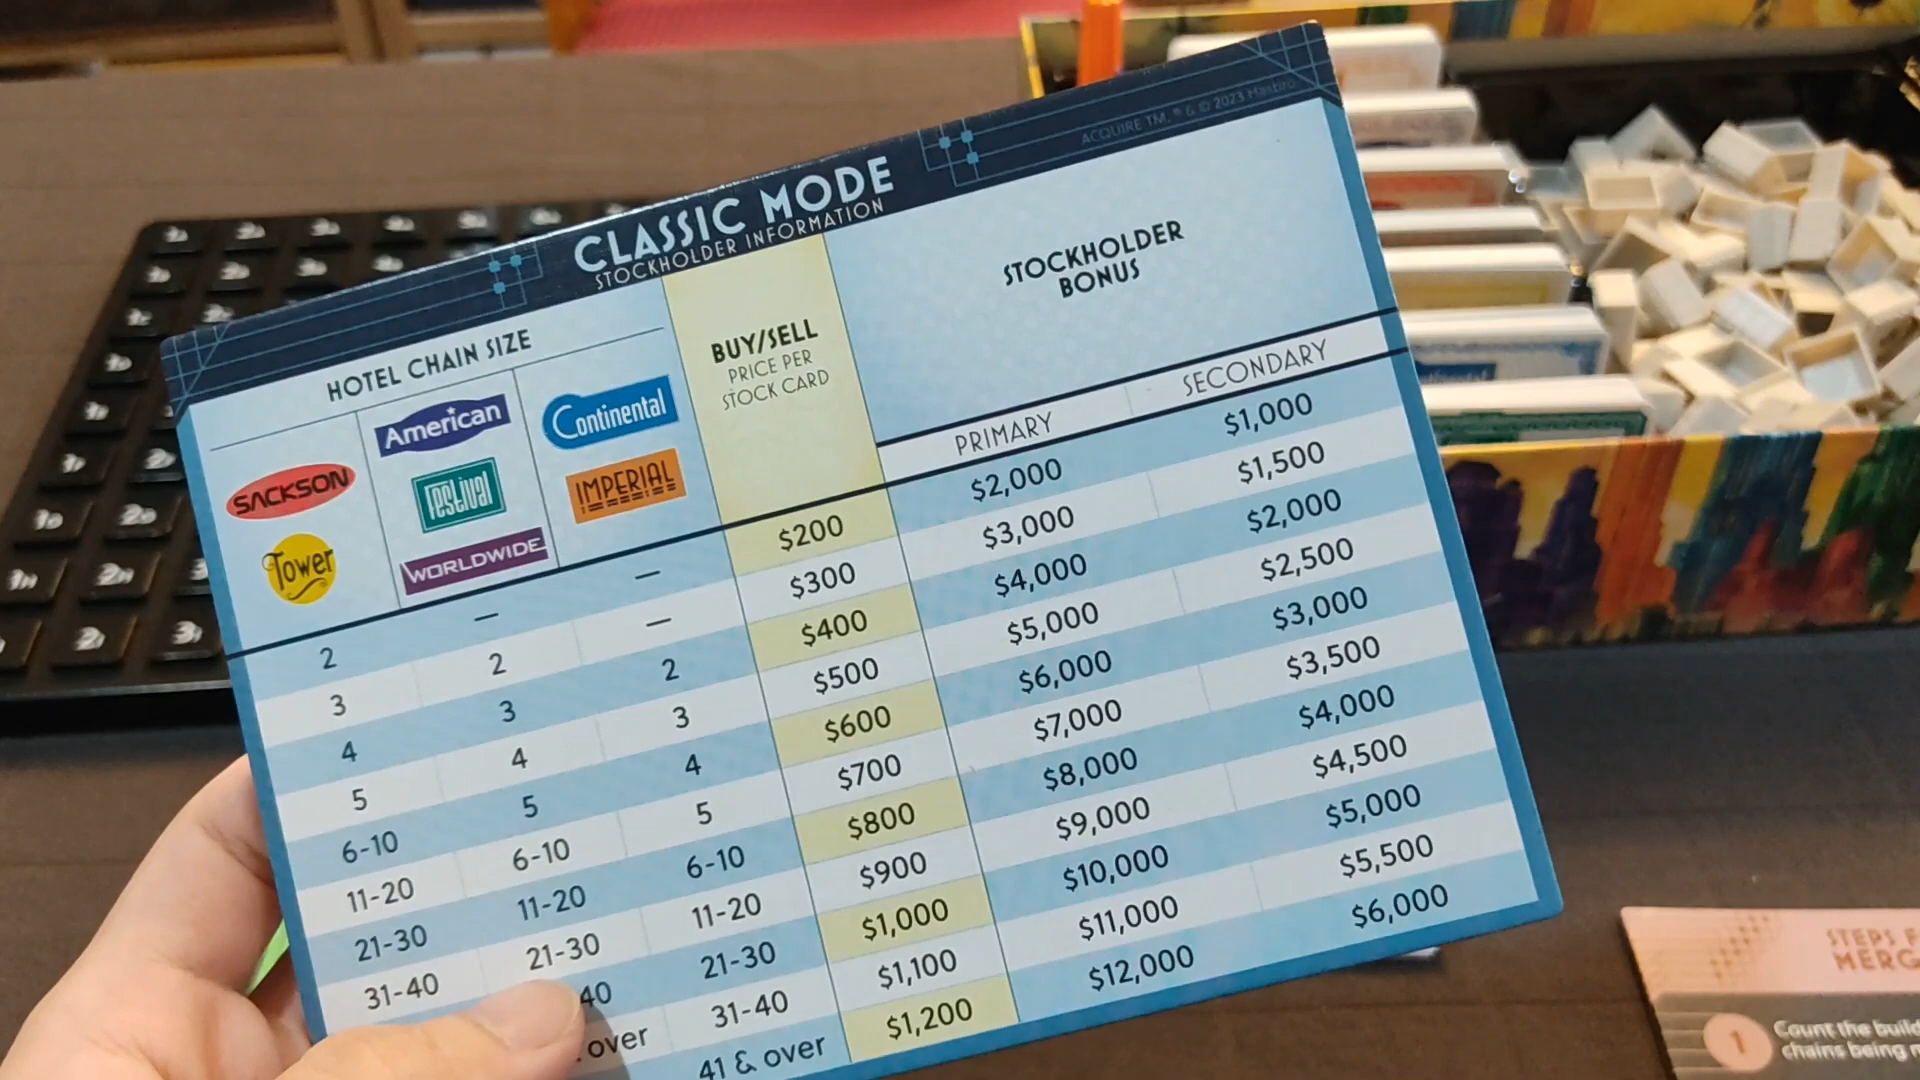 ACQUIRE TM, ® & © 2023 Hasbro
CLASSIC MODE
STOCKHOLDER INFORMATION
HOTEL CHAIN SIZE
BUY/SELL
PRICE PER
STOCK CARD
STOCKHOLDER
BONUS
SACKSON
Tower
American
Festival
WORLDWIDE
Continental
IMPERIAL
PRIMARY SECONDARY
2 — — $200 $2,000 $1,000
3 2 — $300 $3,000 $1,500
4 3 2 $400 $4,000 $2,000
5 4 3 $500 $5,000 $2,500
6-10 5 4 $600 $6,000 $3,000
11-20 6-10 5 $700 $7,000 $3,500
21-30 11-20 6-10 $800 $8,000 $4,000
31-40 21-30 11-20 $900 $9,000 $4,500
40 21-30 $1,000 $10,000 $5,000
over 31-40 $1,100 $11,000 $5,500
41 & over $1,200 $12,000 $6,000
STEPS
MERG
1 Count the build
chains being